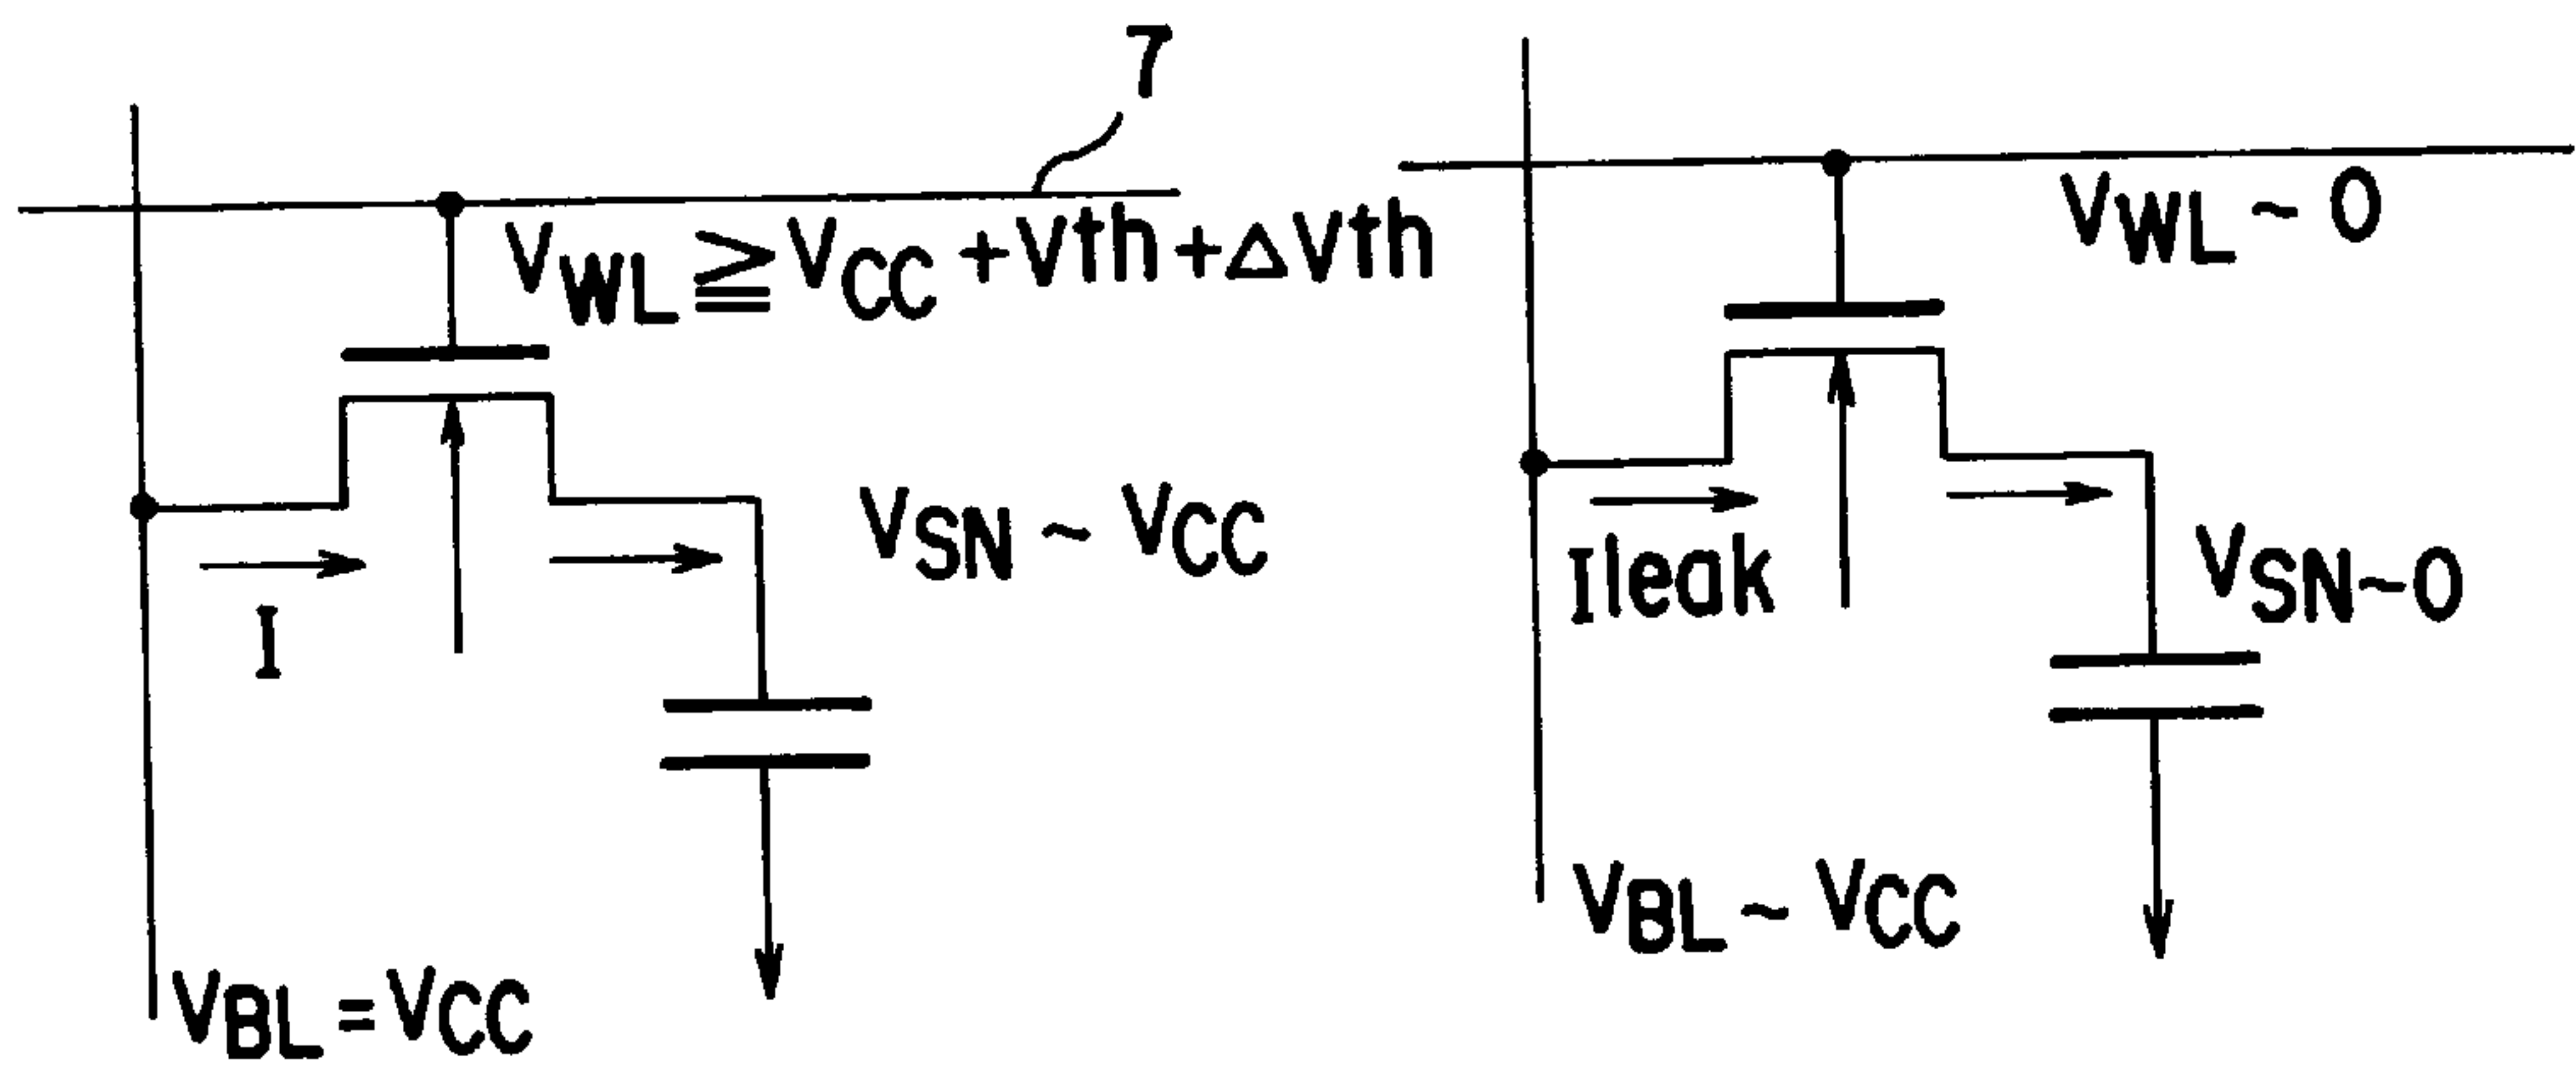 7
VWL ≧ VCC + Vth + ΔVth
VSN ~ VCC
I
VBL = VCC
VWL ~ 0
Ileak
VSN ~ 0
VBL ~ VCC